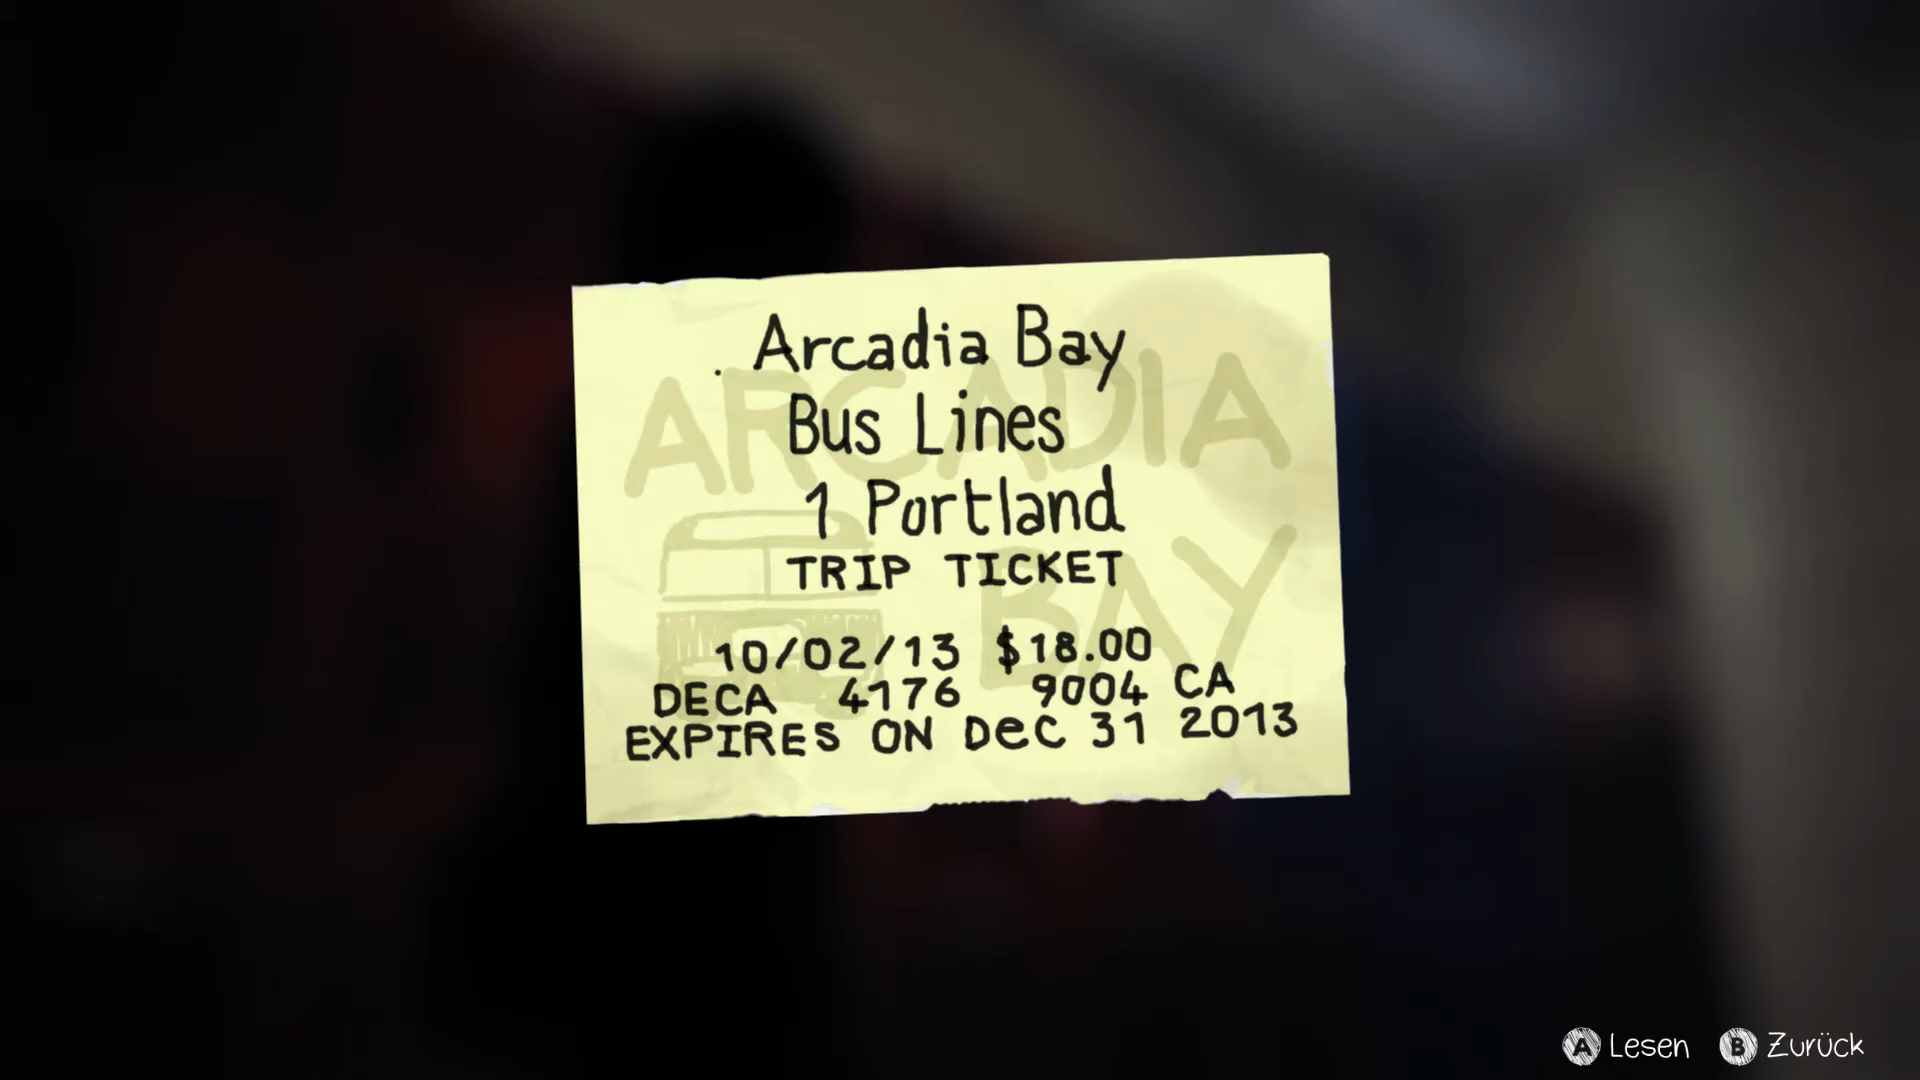 Arcadia Bay
Bus Lines
1 Portland
TRIP TICKET
10/02/13 $18.00
DECA 4176 9004 CA
EXPIRES ON DeC 31 2013
ARCADIA
BAY
A Lesen B Zurück